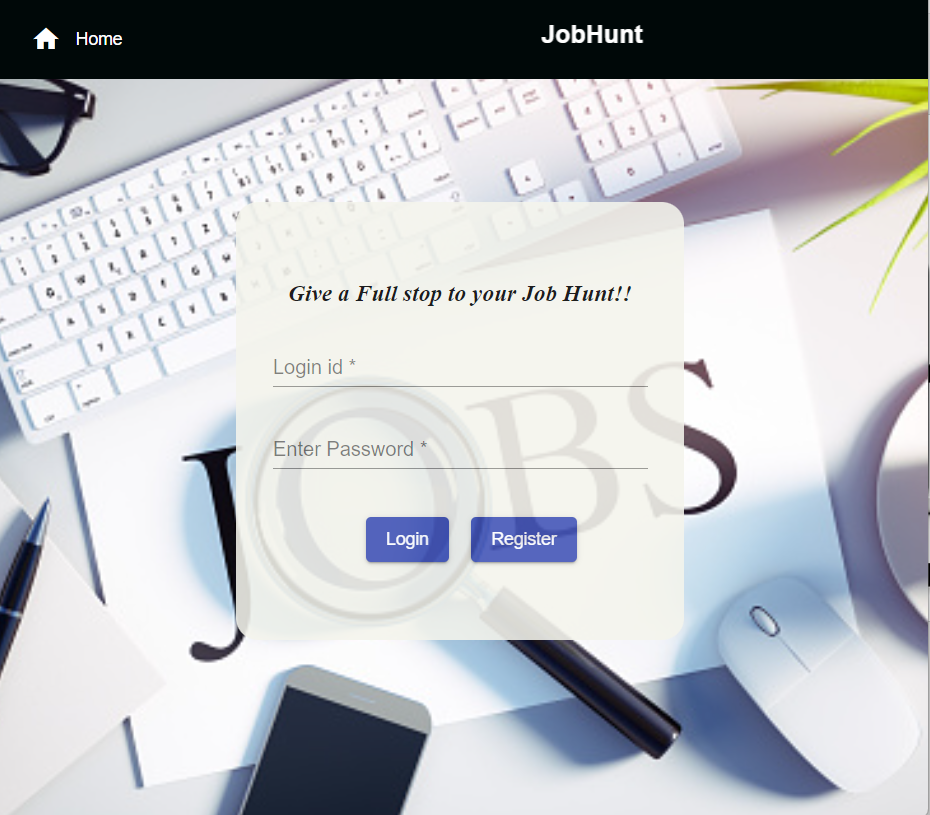 Home
JobHunt
Give a Full stop to your Job Hunt!!
Login id *
Enter Password *
Login
Register
JOBS